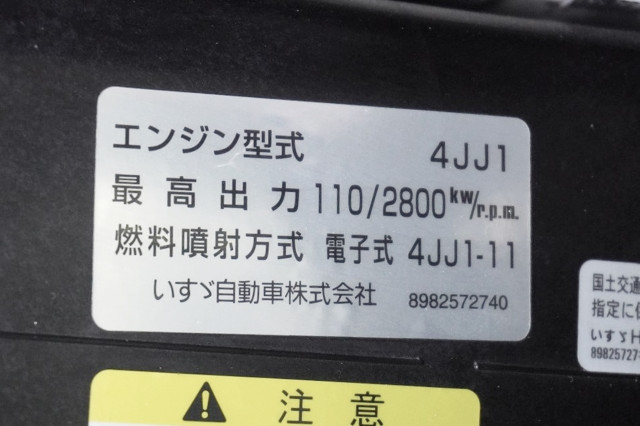 エンジン型式 4JJ1
最高出力 110/2800 kw/r.p.m.
燃料噴射方式 電子式 4JJ1-11
いすゞ自動車株式会社 8982572740
国土交通
指定に
いすゞH
89825727
⚠ 注意